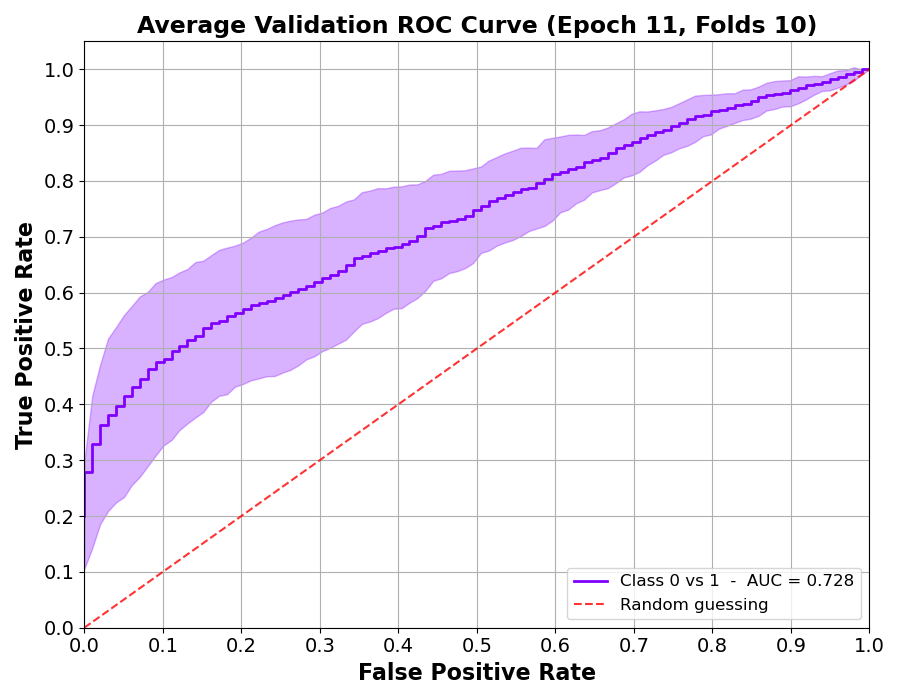 Average Validation ROC Curve (Epoch 11, Folds 10)
True Positive Rate
1.0
0.9
0.8
0.7
0.6
0.5
0.4
0.3
0.2
0.1
0.0
Class 0 vs 1 - AUC = 0.728
Random guessing
0.0 0.1 0.2 0.3 0.4 0.5 0.6 0.7 0.8 0.9 1.0
False Positive Rate